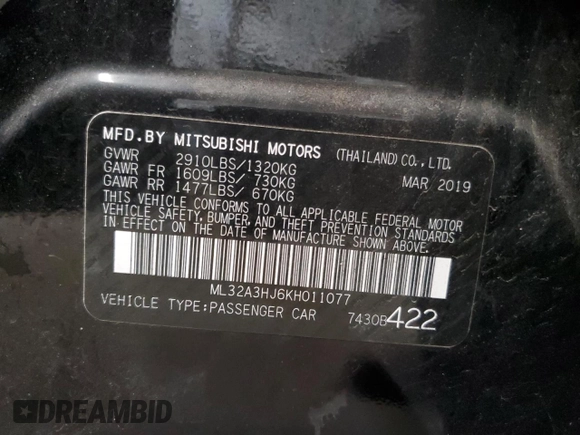 MFD.BY MITSUBISHI MOTORS (THAILAND) CO., LTD.
GVWR 2910LBS/1320KG MAR 2019
GAWR FR 1609LBS/ 730KG
GAWR RR 1477LBS/ 670KG
THIS VEHICLE CONFORMS TO ALL APPLICABLE FEDERAL MOTOR
VEHICLE SAFETY, BUMPER, AND THEFT PREVENTION STANDARDS
IN EFFECT ON THE DATE OF MANUFACTURE SHOWN ABOVE.
ML32A3HJ6KH011077
VEHICLE TYPE:PASSENGER CAR 7430B422
DREAMBID